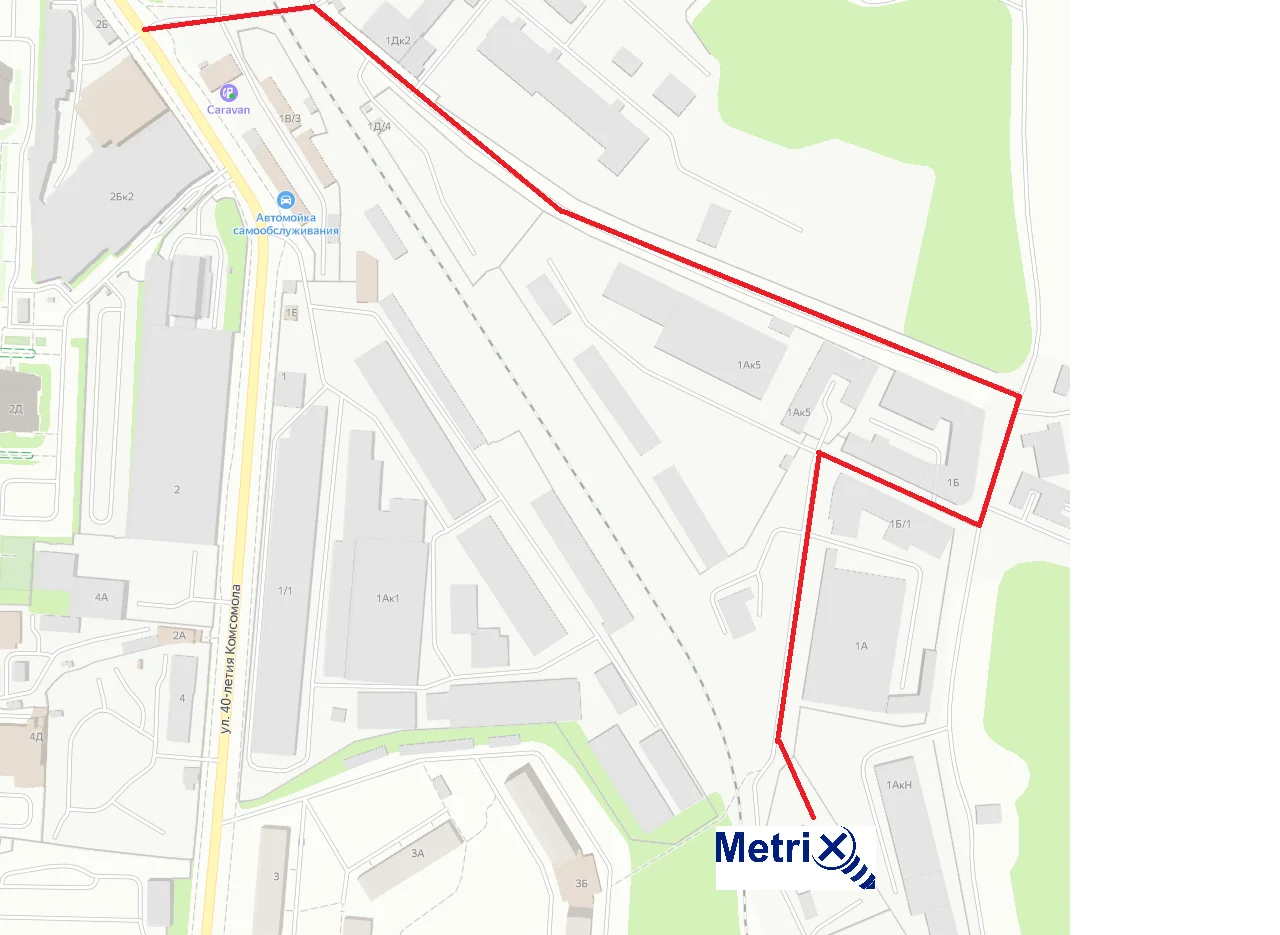 2Б
1Дк2
Caravan
1В/3
1Д/4
2Бк2
Автомойка
самообслуживания
1Е
1Ак5
1
2Д
1Ак5
2
1Б
1Б/1
1/1
1Ак1
4А
2А
1А
ул. 40-летия Комсомола
4
4Д
1АкН
Metrix
3А
3
3Б